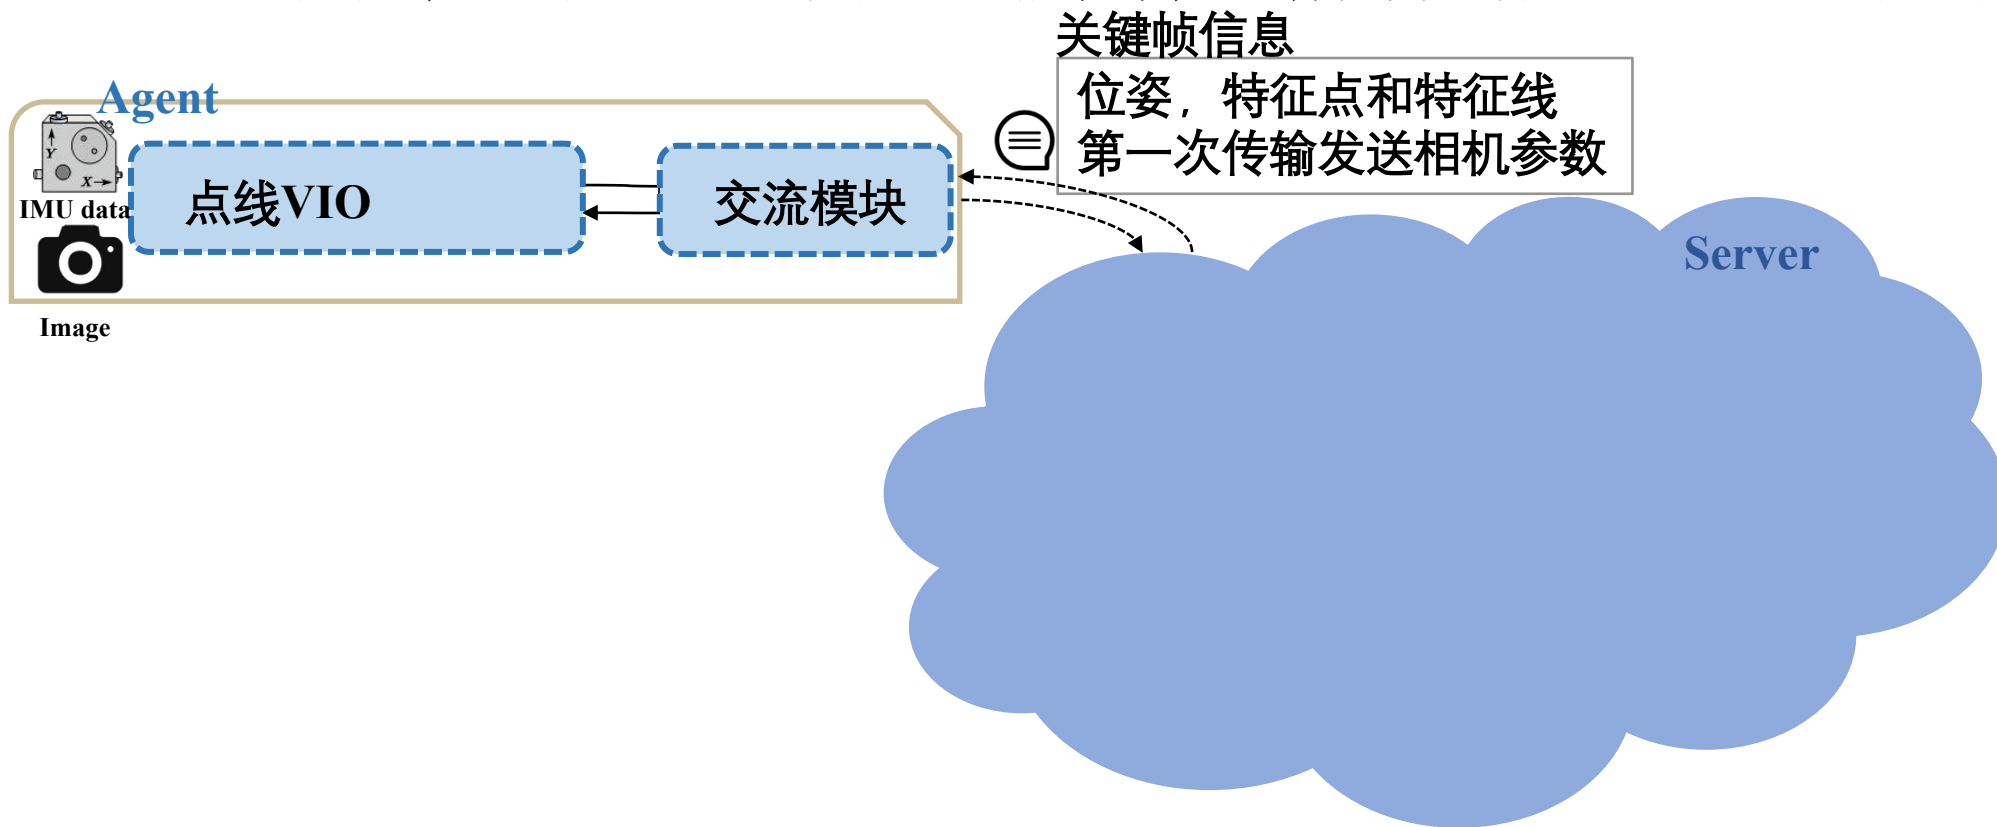 关键帧信息
位姿，特征点和特征线
第一次传输发送相机参数
Agent
Y
X
IMU data
点线VIO
交流模块
Server
Image